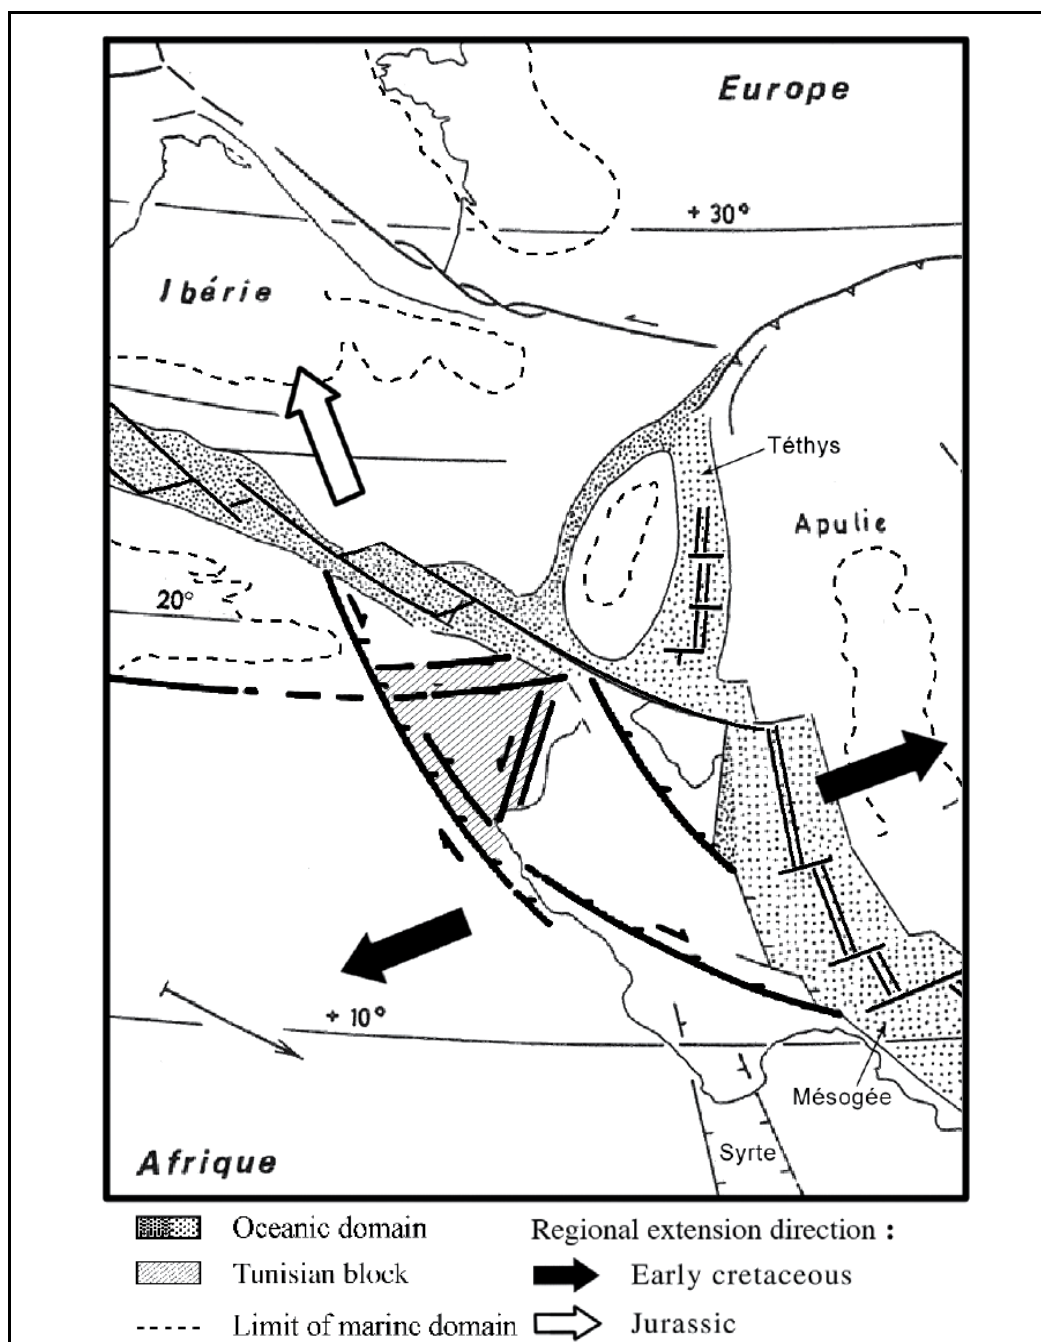 Europe
+ 30°
Ibérie
Téthys
Apulie
20°
+ 10°
Mésogée
Syrte
Afrique
Oceanic domain
Tunisian block
Limit of marine domain
Regional extension direction :
Early cretaceous
Jurassic